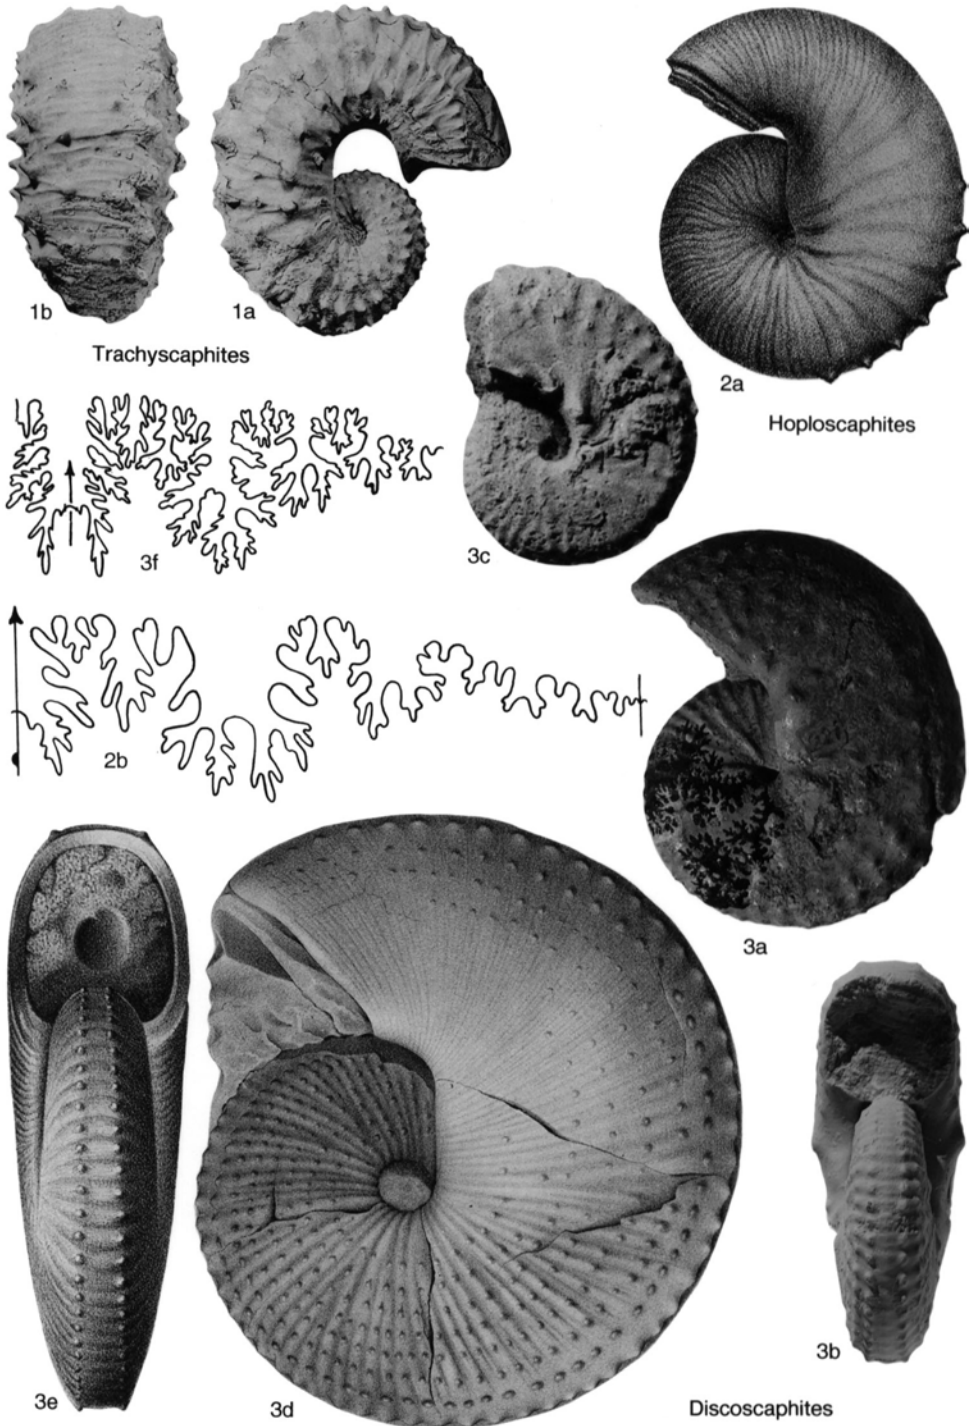 1b
1a
Trachyscaphites
2a
Hoploscaphites
3f
3c
2b
3a
3e
3d
3b
Discoscaphites